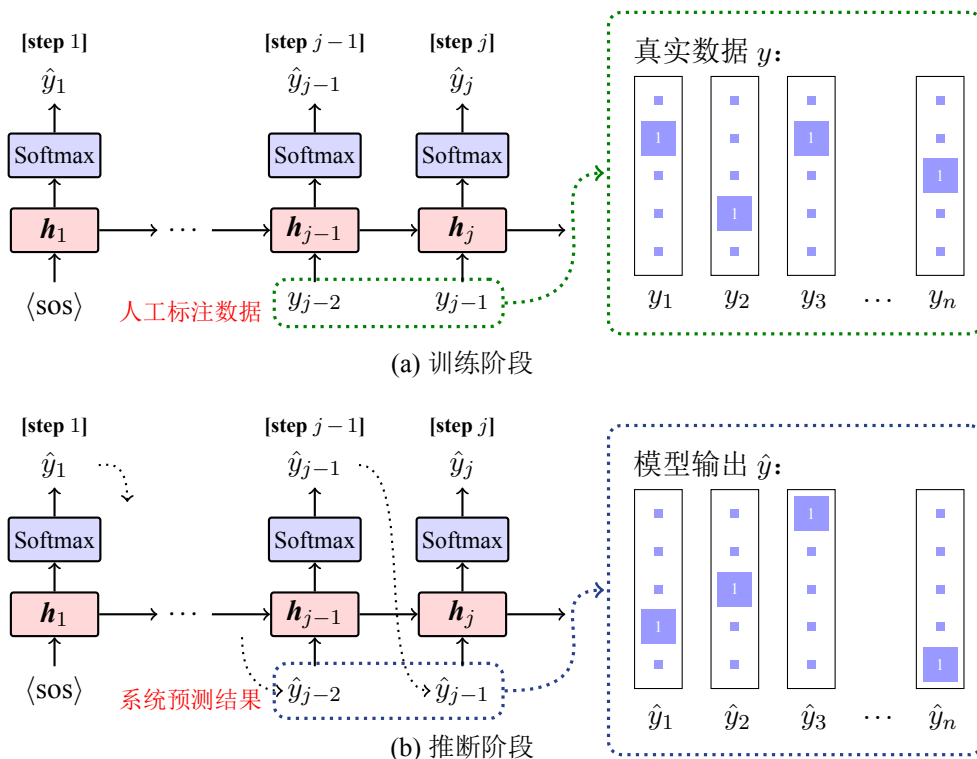 [step 1] [step j − 1] [step j]
ŷ₁ ŷⱼ₋₁ ŷⱼ
Softmax Softmax Softmax
h₁ ··· hⱼ₋₁ hⱼ
⟨sos⟩ 人工标注数据 yⱼ₋₂ yⱼ₋₁
真实数据 y:
1 1 1 1
y₁ y₂ y₃ ··· yₙ
(a) 训练阶段
[step 1] [step j − 1] [step j]
ŷ₁ ŷⱼ₋₁ ŷⱼ
Softmax Softmax Softmax
h₁ ··· hⱼ₋₁ hⱼ
⟨sos⟩ 系统预测结果 ŷⱼ₋₂ ŷⱼ₋₁
模型输出 ŷ:
1 1 1 1
ŷ₁ ŷ₂ ŷ₃ ··· ŷₙ
(b) 推断阶段